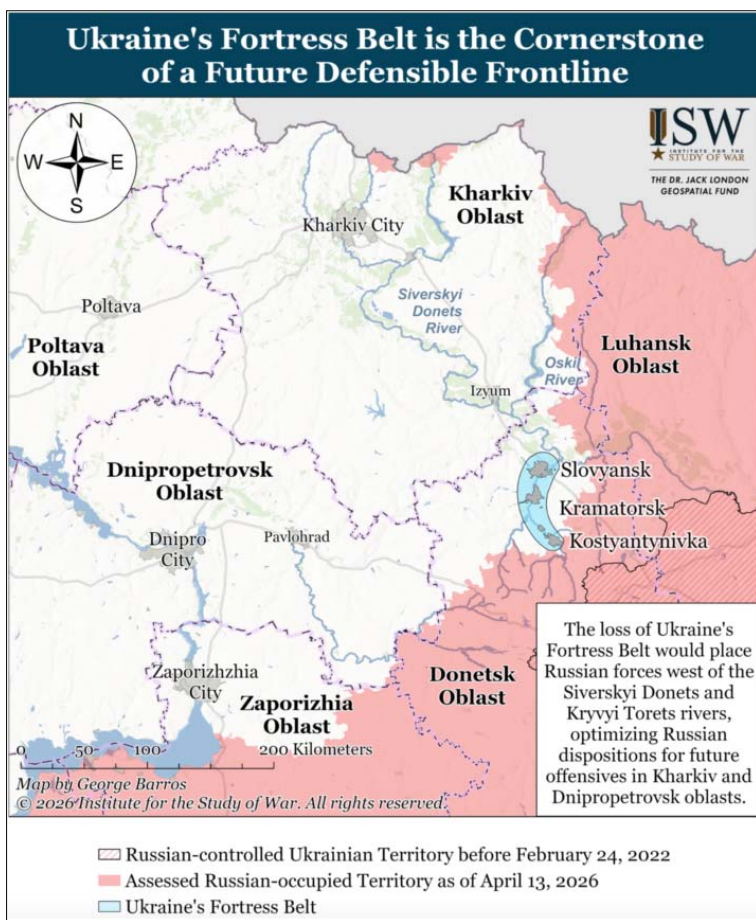 Ukraine's Fortress Belt is the Cornerstone
of a Future Defensible Frontline
N
W E
S
ISW
INSTITUTE FOR THE
STUDY OF WAR
THE DR. JACK LONDON
GEOSPATIAL FUND
Kharkiv
Oblast
Kharkiv City
Siverskyi
Donets
River
Poltava
Poltava
Oblast
Luhansk
Oblast
Oskil
River
Izyum
Dnipropetrovsk
Oblast
Slovyansk
Kramatorsk
Kostyantynivka
Dnipro
City
Pavlohrad
Zaporizhzhia
City
Zaporizhia
Oblast
Donetsk
Oblast
The loss of Ukraine's
Fortress Belt would place
Russian forces west of the
Siverskyi Donets and
Kryvyi Torets rivers,
optimizing Russian
dispositions for future
offensives in Kharkiv and
Dnipropetrovsk oblasts.
0 50 100 200 Kilometers
Map by George Barros
© 2026 Institute for the Study of War. All rights reserved.
Russian-controlled Ukrainian Territory before February 24, 2022
Assessed Russian-occupied Territory as of April 13, 2026
Ukraine's Fortress Belt